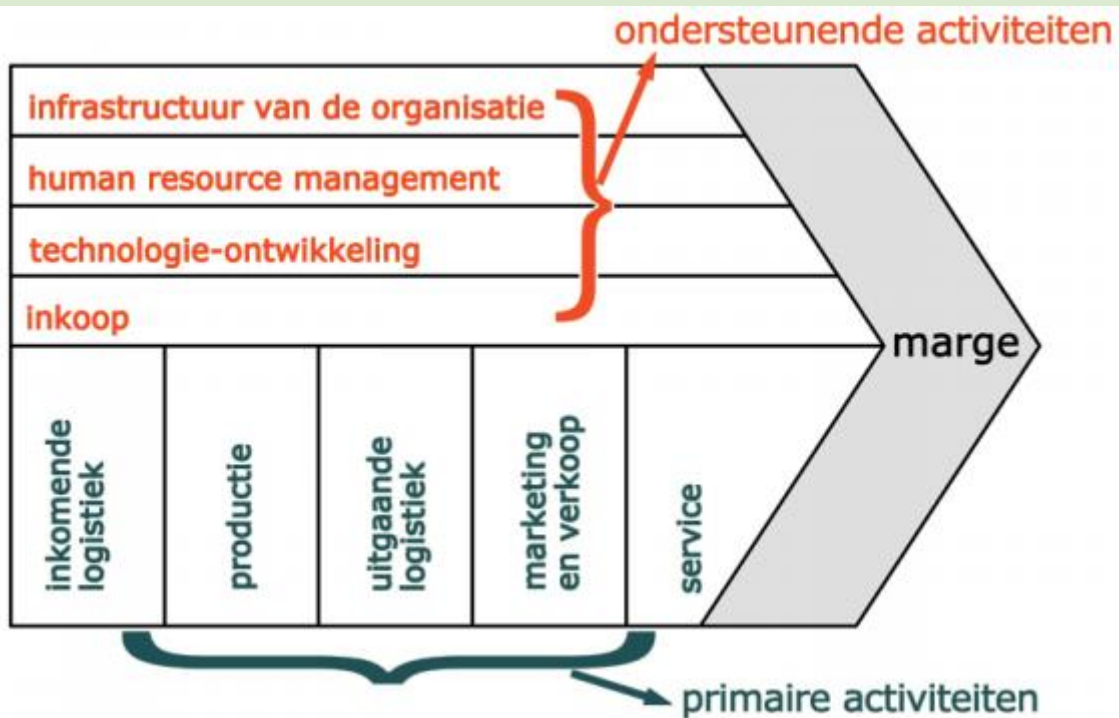 ondersteunende activiteiten
infrastructuur van de organisatie
human resource management
technologie-ontwikkeling
inkoop
marge
inkomende
logistiek
productie
uitgaande
logistiek
marketing
en verkoop
service
primaire activiteiten